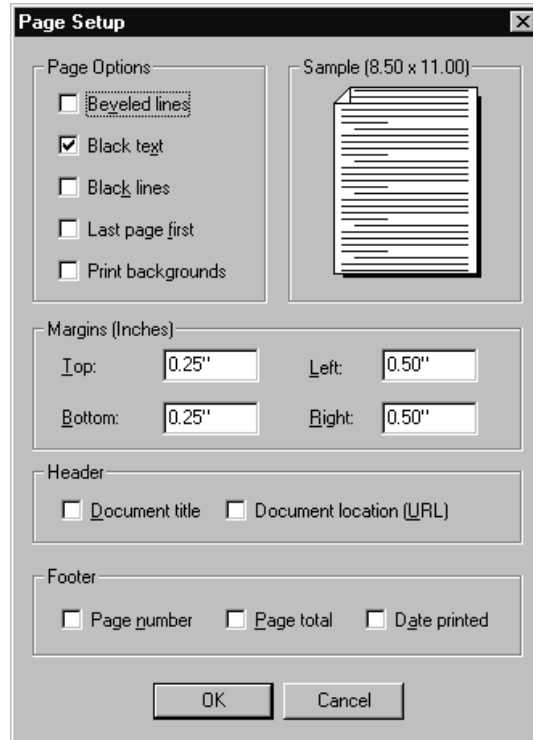 Page Setup
Page Options
Beveled lines
Black text
Black lines
Last page first
Print backgrounds
Sample (8.50 x 11.00)
Margins (Inches)
Top: 0.25" Left: 0.50"
Bottom: 0.25" Right: 0.50"
Header
Document title Document location (URL)
Footer
Page number Page total Date printed
OK Cancel